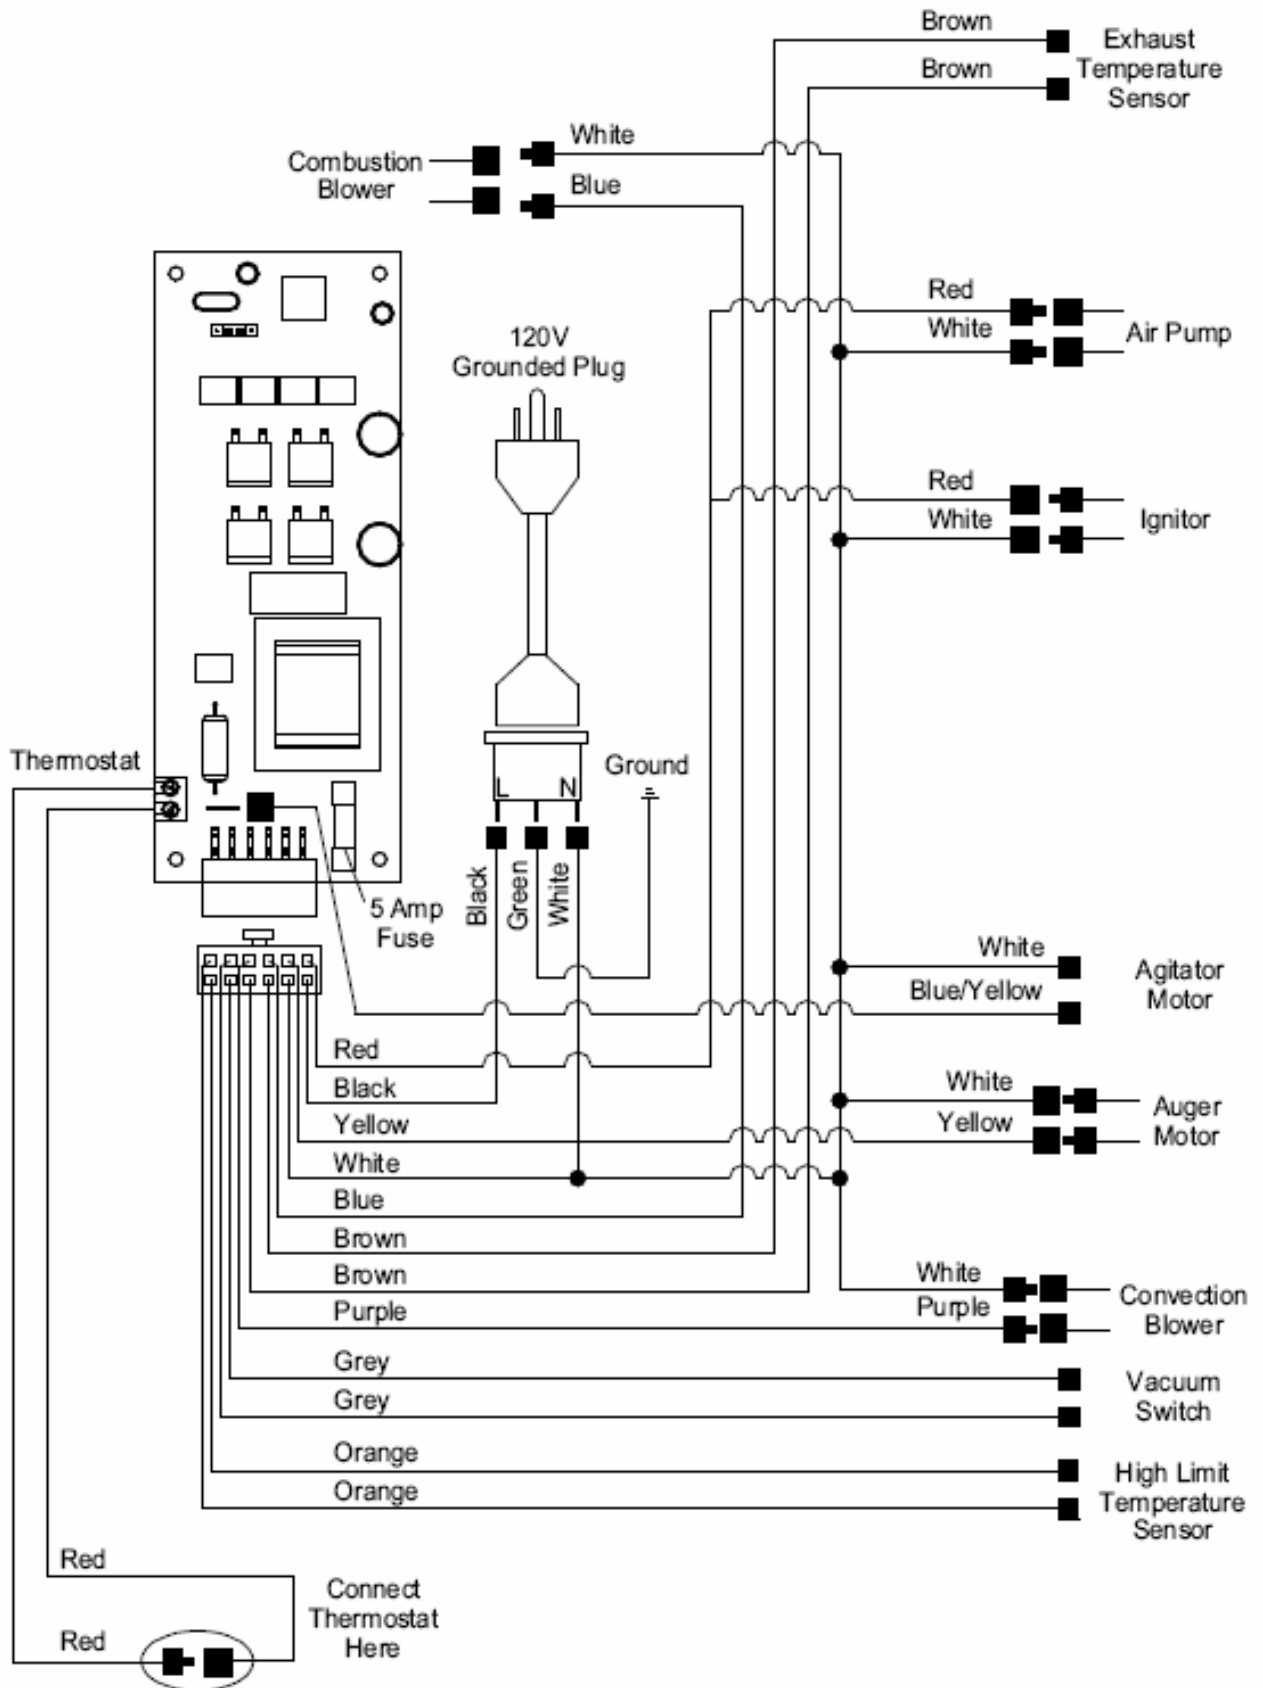 Brown
Exhaust
Temperature
Sensor
Brown
White
Combustion
Blower
Blue
Red
White
Air Pump
120V
Grounded Plug
Red
White
Ignitor
Thermostat
Ground
L
N
Black
Green
White
5 Amp
Fuse
White
Blue/Yellow
Agitator
Motor
Red
Black
White
Yellow
Auger
Motor
Yellow
White
Blue
Brown
Brown
Purple
White
Purple
Convection
Blower
Grey
Grey
Vacuum
Switch
Orange
Orange
High Limit
Temperature
Sensor
Red
Red
Connect
Thermostat
Here